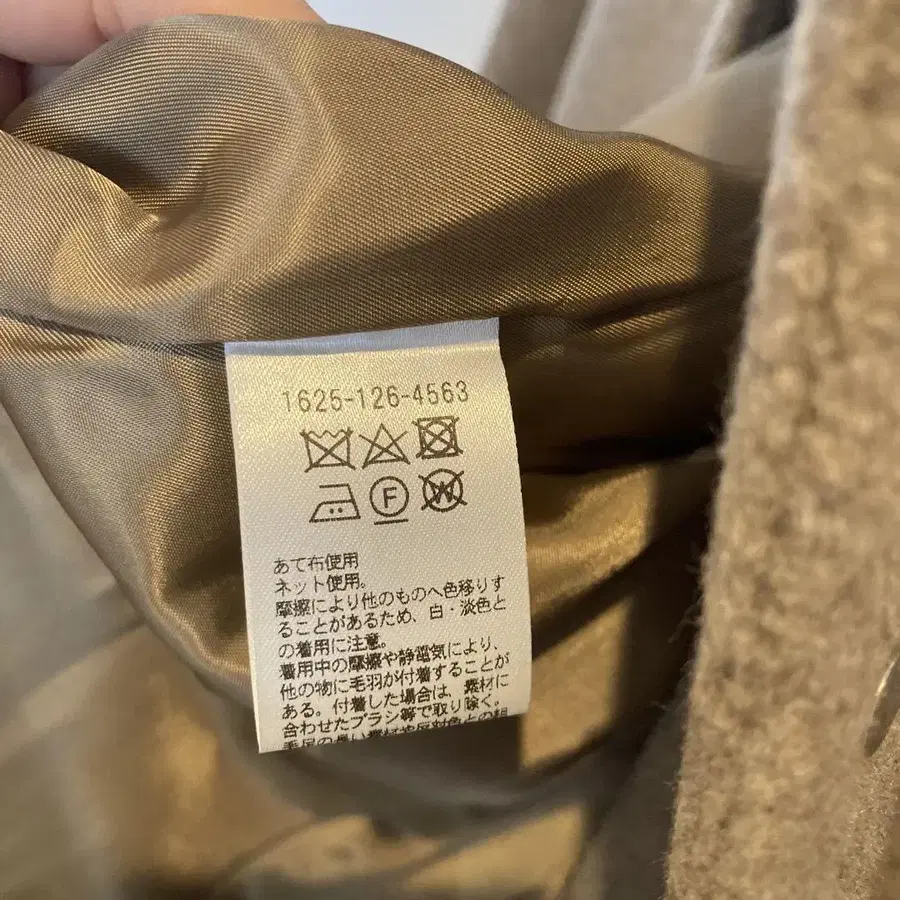 1625-126-4563
F
W
あて布使用
ネット使用。
摩擦により他のものへ色移りす
ることがあるため、白・淡色と
の着用に注意。
着用中の摩擦や静電気により、
他の物に毛羽が付着することが
ある。付着した場合は、素材に
合わせたブラシ等で取り除く。